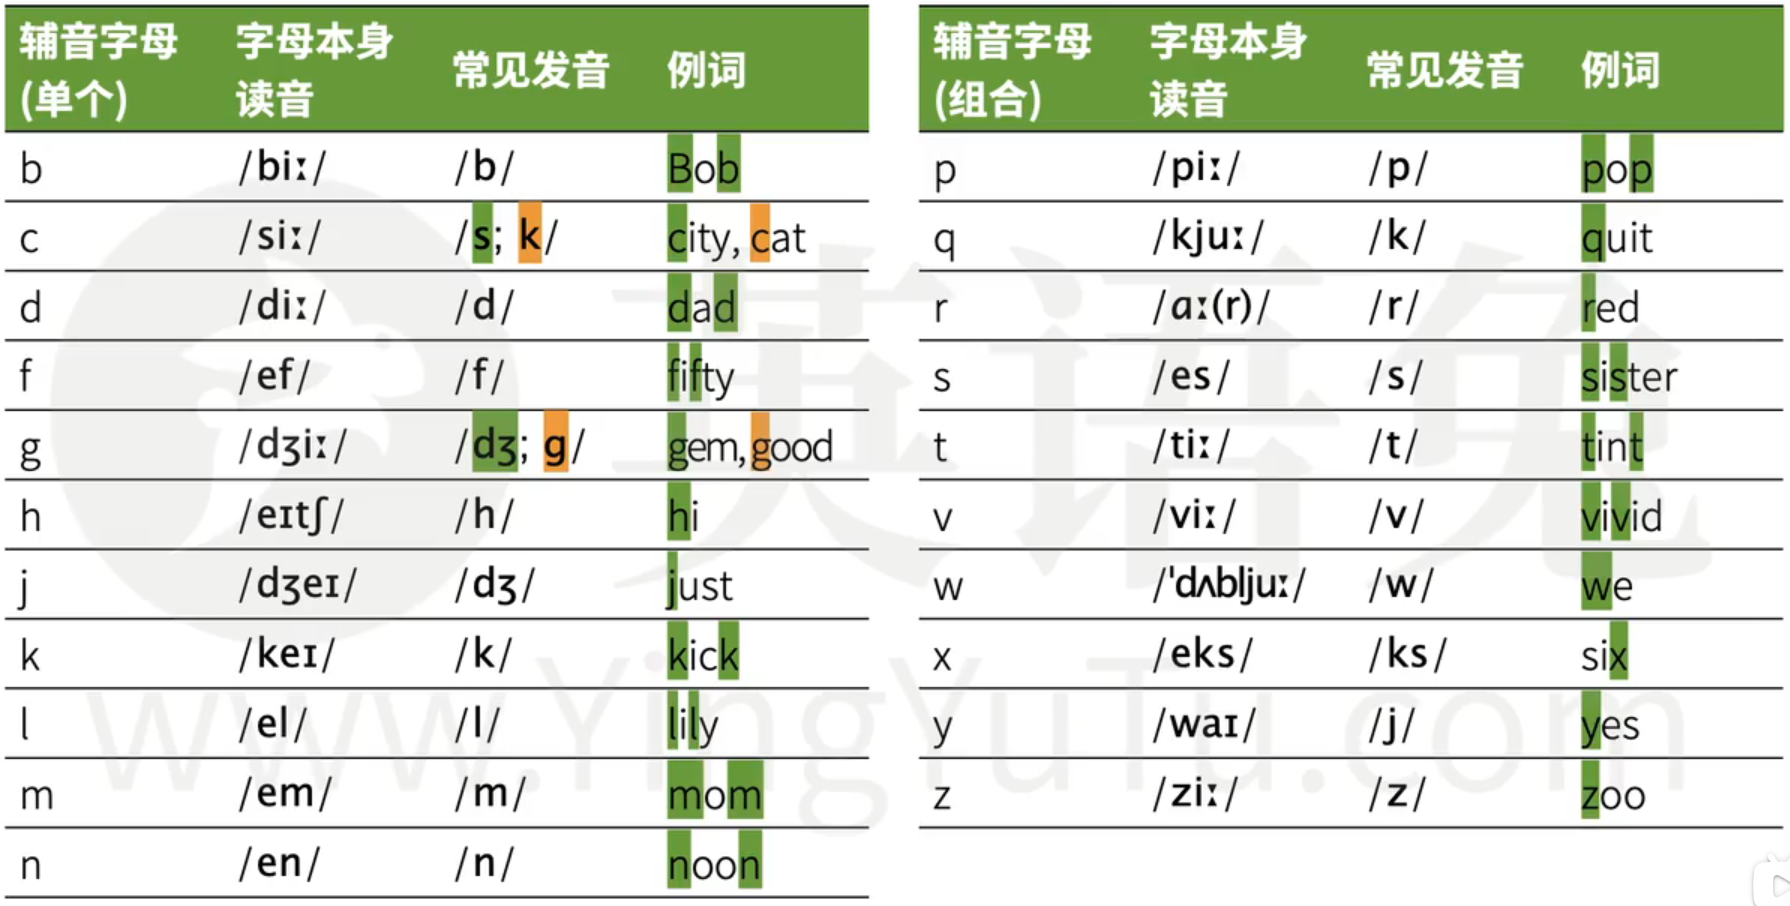 辅音字母(单个) 字母本身读音 常见发音 例词
b /biː/ /b/ Bob
c /siː/ /s; k/ city, cat
d /diː/ /d/ dad
f /ef/ /f/ fifty
g /dʒiː/ /dʒ; g/ gem, good
h /eɪtʃ/ /h/ hi
j /dʒeɪ/ /dʒ/ just
k /keɪ/ /k/ kick
l /el/ /l/ lily
m /em/ /m/ mom
n /en/ /n/ noon
辅音字母(组合) 字母本身读音 常见发音 例词
p /piː/ /p/ pop
q /kjuː/ /k/ quit
r /ɑː(r)/ /r/ red
s /es/ /s/ sister
t /tiː/ /t/ tint
v /viː/ /v/ vivid
w /ˈdʌbljuː/ /w/ we
x /eks/ /ks/ six
y /waɪ/ /j/ yes
z /ziː/ /z/ zoo
英语兔
www.YingYuTu.com